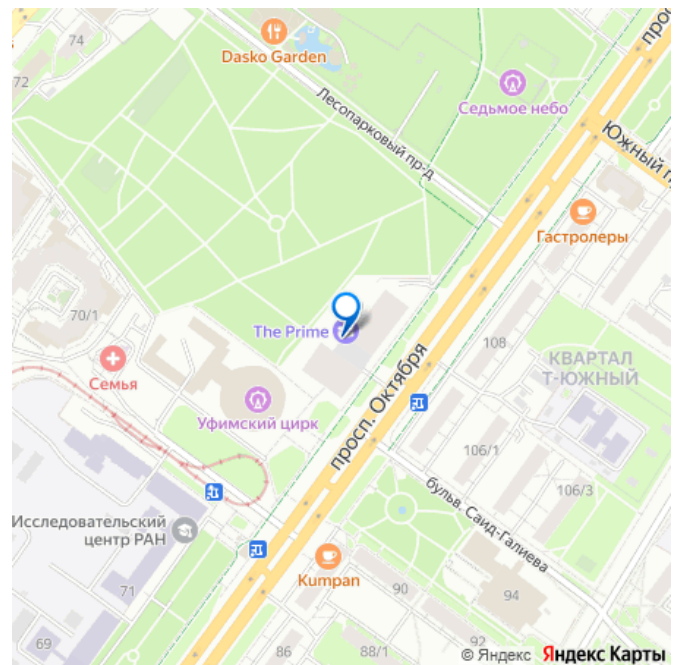 74
72
Dasko Garden
Седьмое небо
Лесопарковый пр-д
Гастролеры
70/1
Семья
The Prime
Уфимский цирк
просп. Октября
108
КВАРТАЛ
Т-ЮЖНЫЙ
106/1
106/3
бульв. Саид-Галиева
Исследовательский
центр РАН
71
69
Kumpan
90
94
86
88/1
92
© Яндекс Яндекс Карты